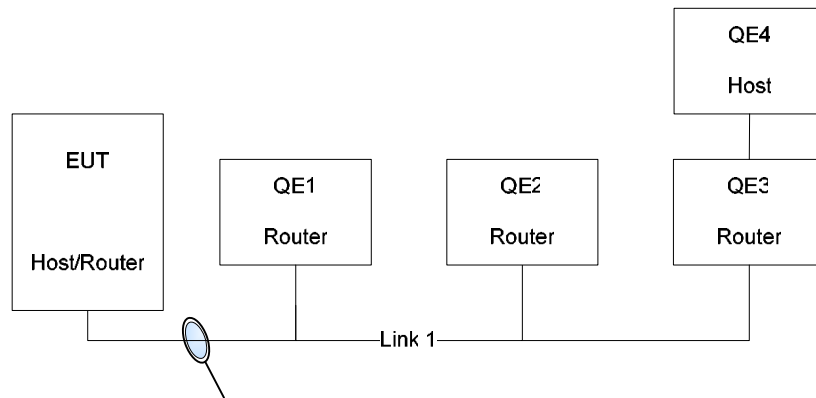 QE4
Host
EUT
Host/Router
QE1
Router
QE2
Router
QE3
Router
Link 1